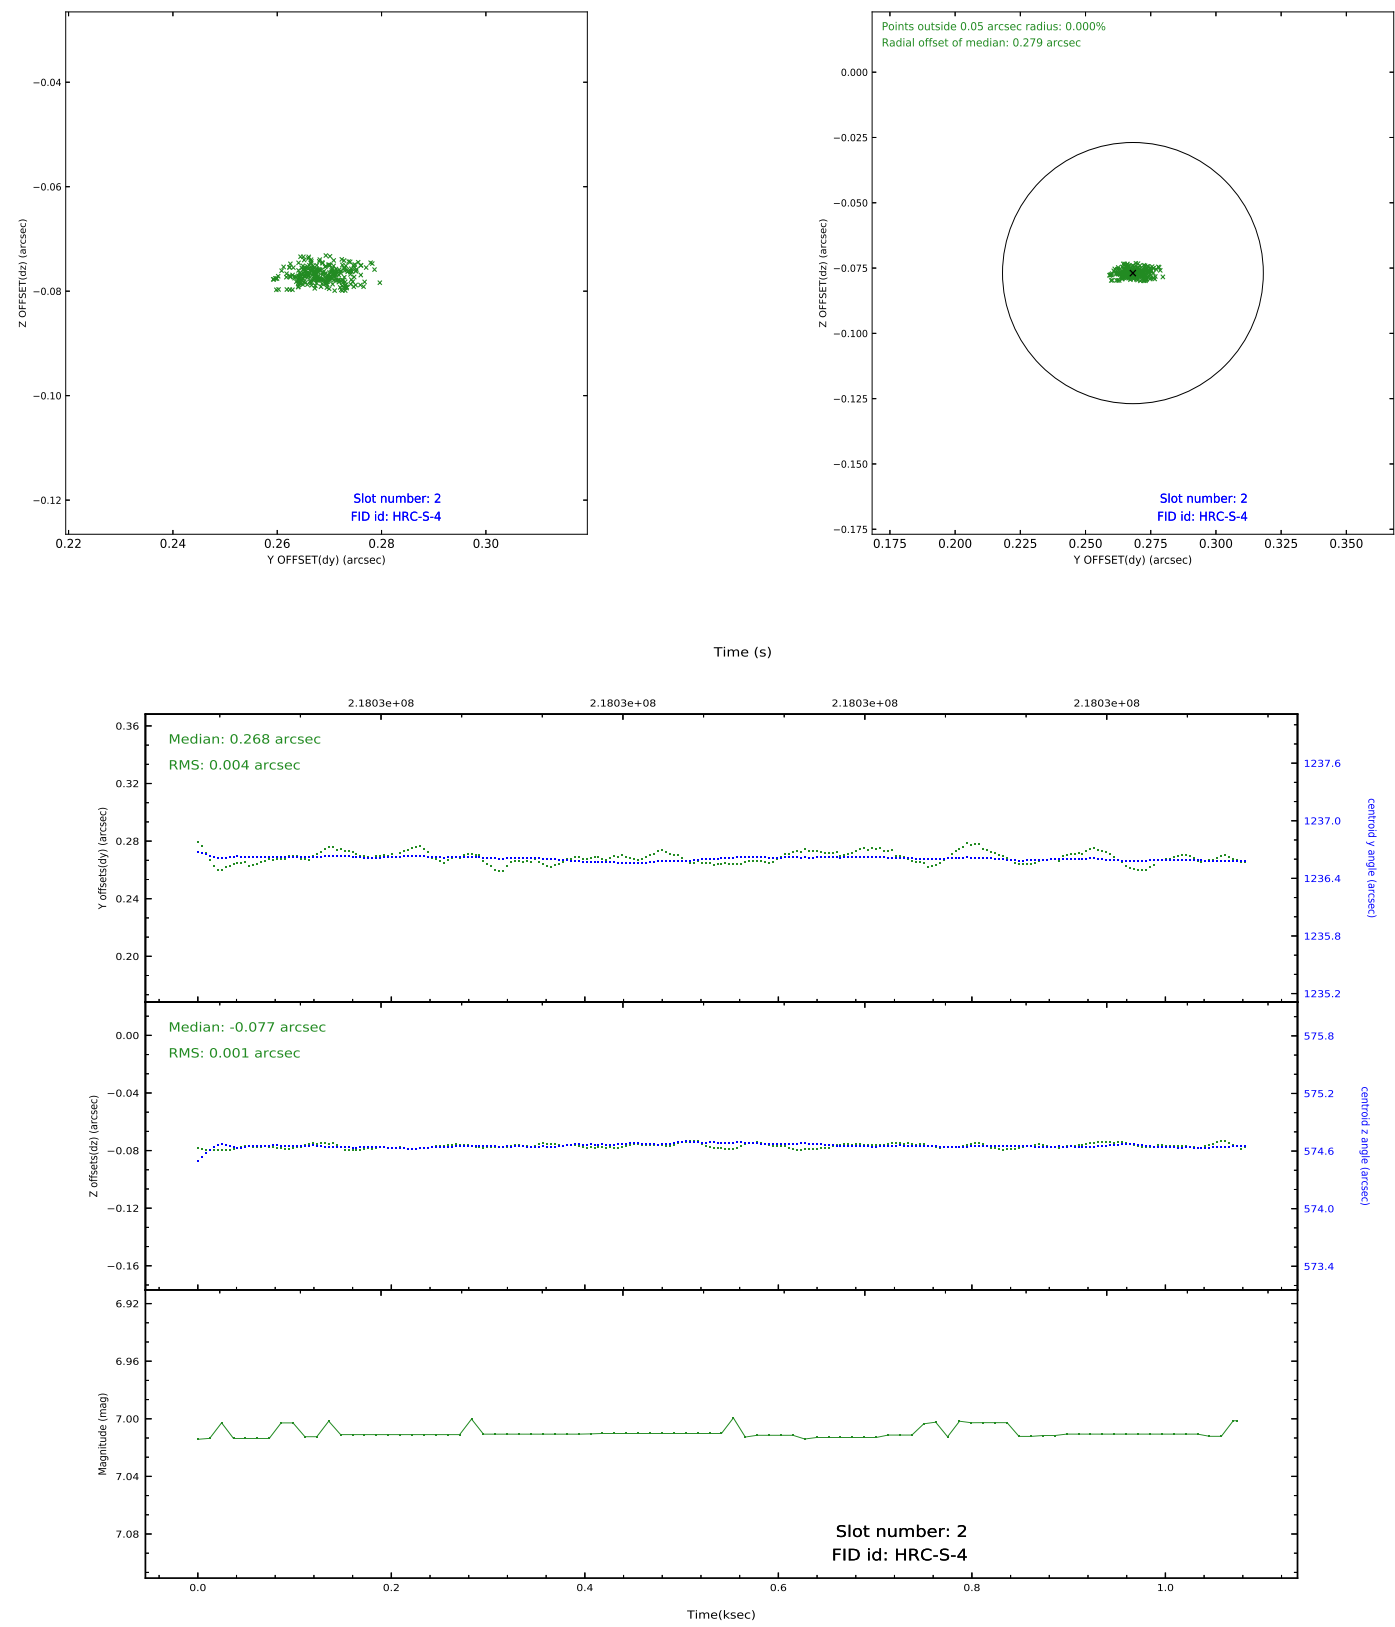 −0.04
−0.06
−0.08
−0.10
−0.12
Z OFFSET(dz) (arcsec)
Slot number: 2
FID id: HRC-S-4
0.22 0.24 0.26 0.28 0.30
Y OFFSET(dy) (arcsec)
Points outside 0.05 arcsec radius: 0.000%
Radial offset of median: 0.279 arcsec
0.000
−0.025
−0.050
−0.075
−0.100
−0.125
−0.150
−0.175
Z OFFSET(dz) (arcsec)
Slot number: 2
FID id: HRC-S-4
0.175 0.200 0.225 0.250 0.275 0.300 0.325 0.350
Y OFFSET(dy) (arcsec)
Time (s)
2.1803e+08 2.1803e+08 2.1803e+08 2.1803e+08
Median: 0.268 arcsec
RMS: 0.004 arcsec
0.36
0.32
0.28
0.24
0.20
Y offsets(dy) (arcsec)
1237.6
1237.0
1236.4
1235.8
1235.2
centroid y angle (arcsec)
Median: -0.077 arcsec
RMS: 0.001 arcsec
0.00
−0.04
−0.08
−0.12
−0.16
Z offsets(dz) (arcsec)
575.8
575.2
574.6
574.0
573.4
centroid z angle (arcsec)
6.92
6.96
7.00
7.04
7.08
Magnitude (mag)
Slot number: 2
FID id: HRC-S-4
0.0 0.2 0.4 0.6 0.8 1.0
Time(ksec)